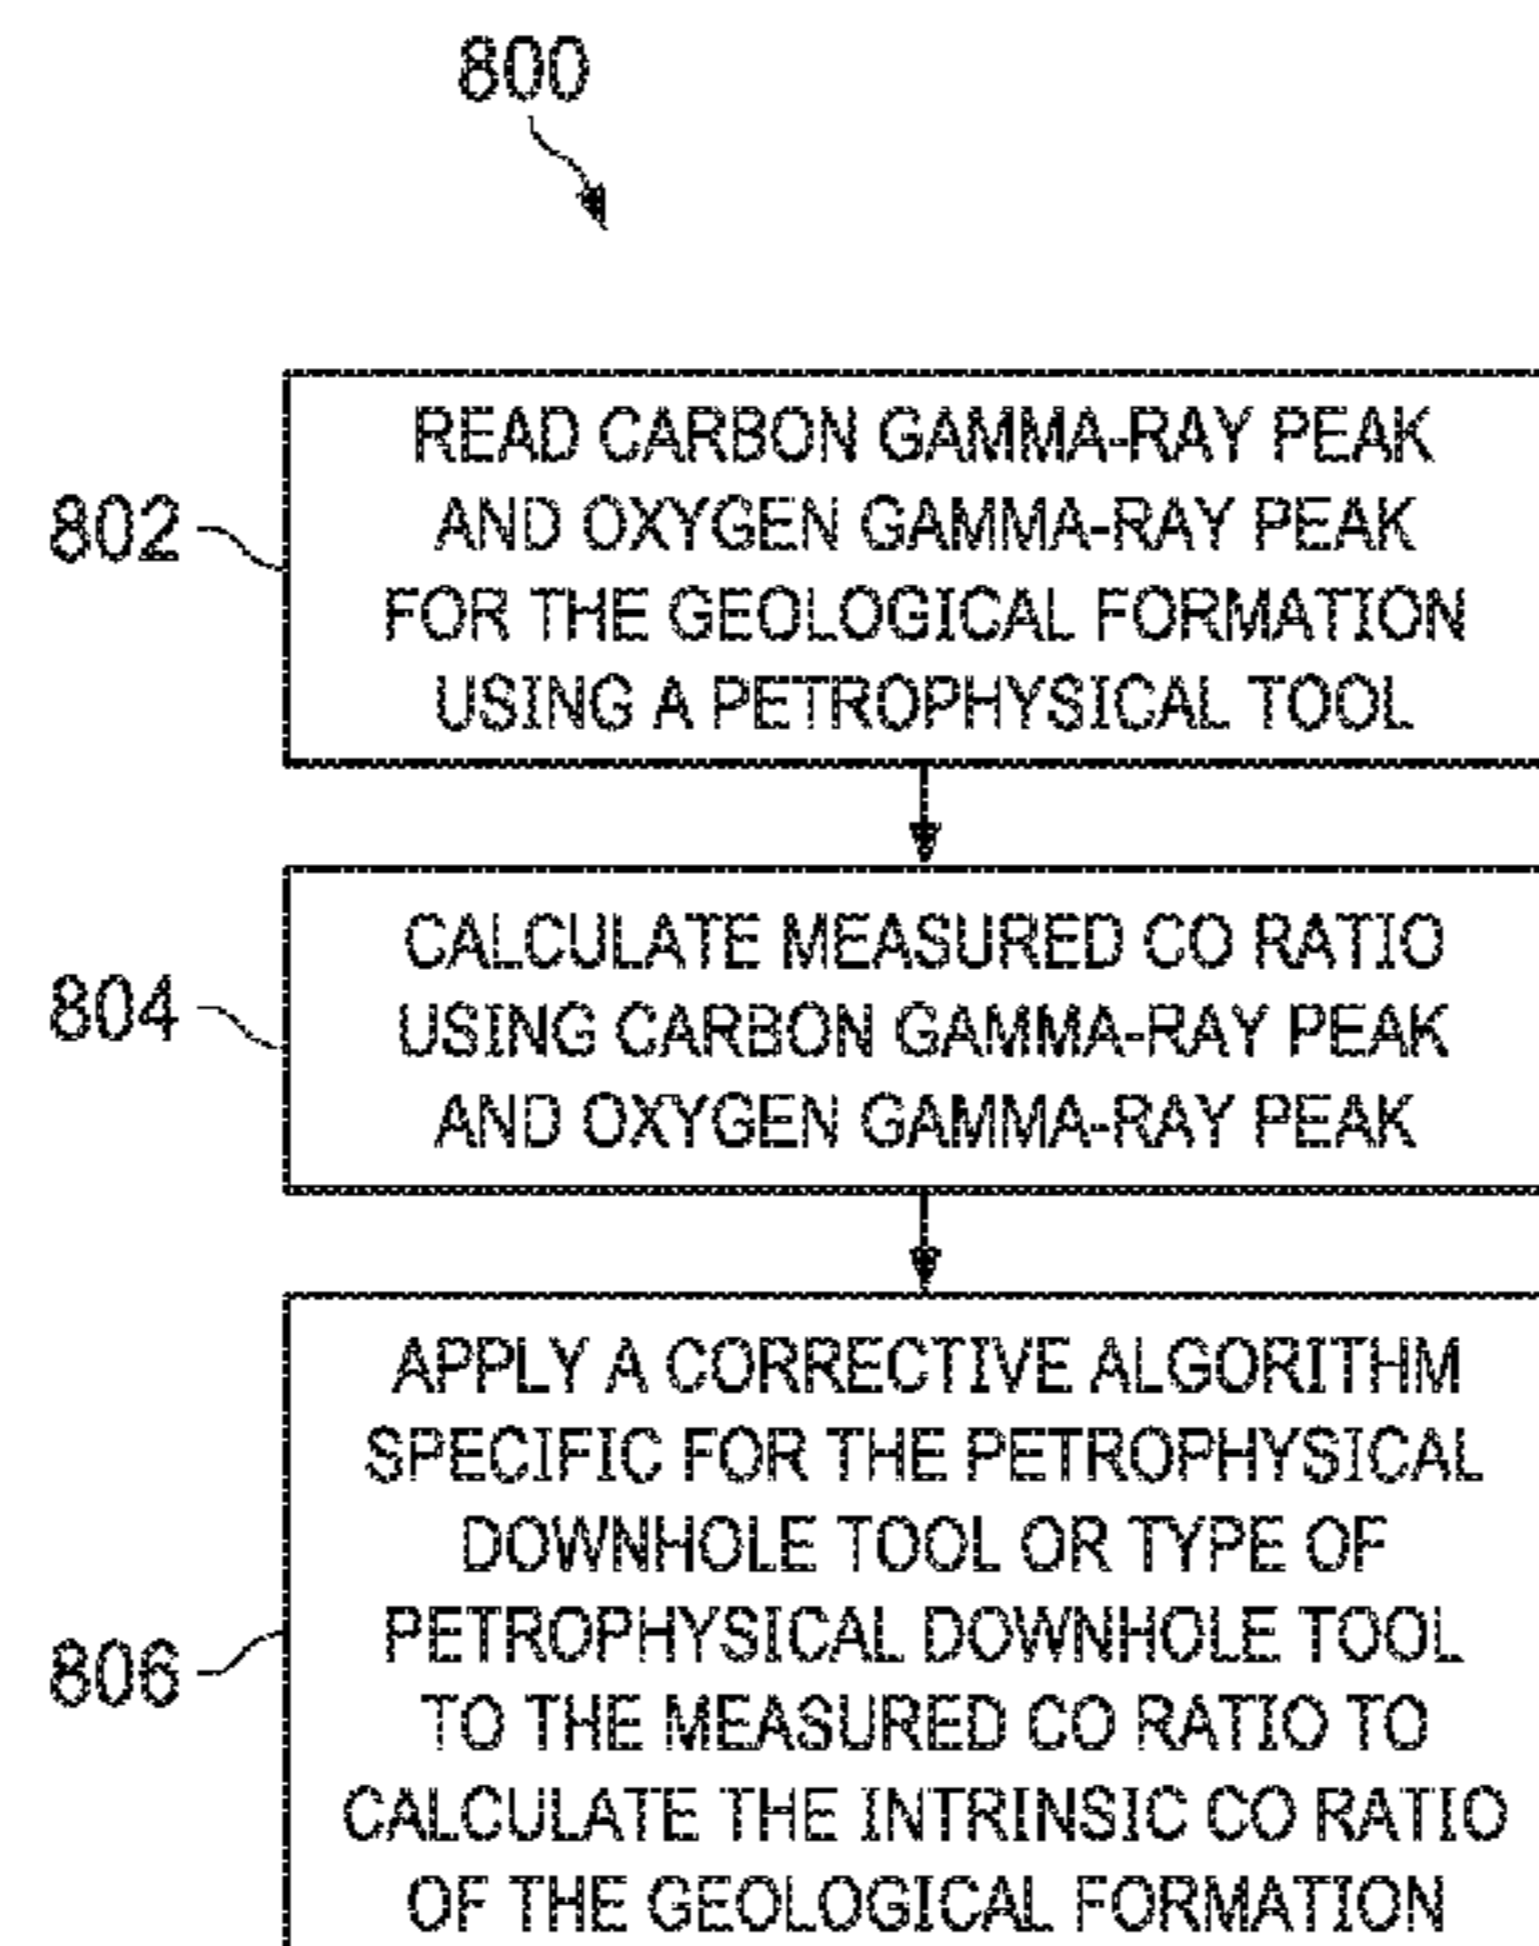 800
802
READ CARBON GAMMA-RAY PEAK
AND OXYGEN GAMMA-RAY PEAK
FOR THE GEOLOGICAL FORMATION
USING A PETROPHYSICAL TOOL
804
CALCULATE MEASURED CO RATIO
USING CARBON GAMMA-RAY PEAK
AND OXYGEN GAMMA-RAY PEAK
806
APPLY A CORRECTIVE ALGORITHM
SPECIFIC FOR THE PETROPHYSICAL
DOWNHOLE TOOL OR TYPE OF
PETROPHYSICAL DOWNHOLE TOOL
TO THE MEASURED CO RATIO TO
CALCULATE THE INTRINSIC CO RATIO
OF THE GEOLOGICAL FORMATION